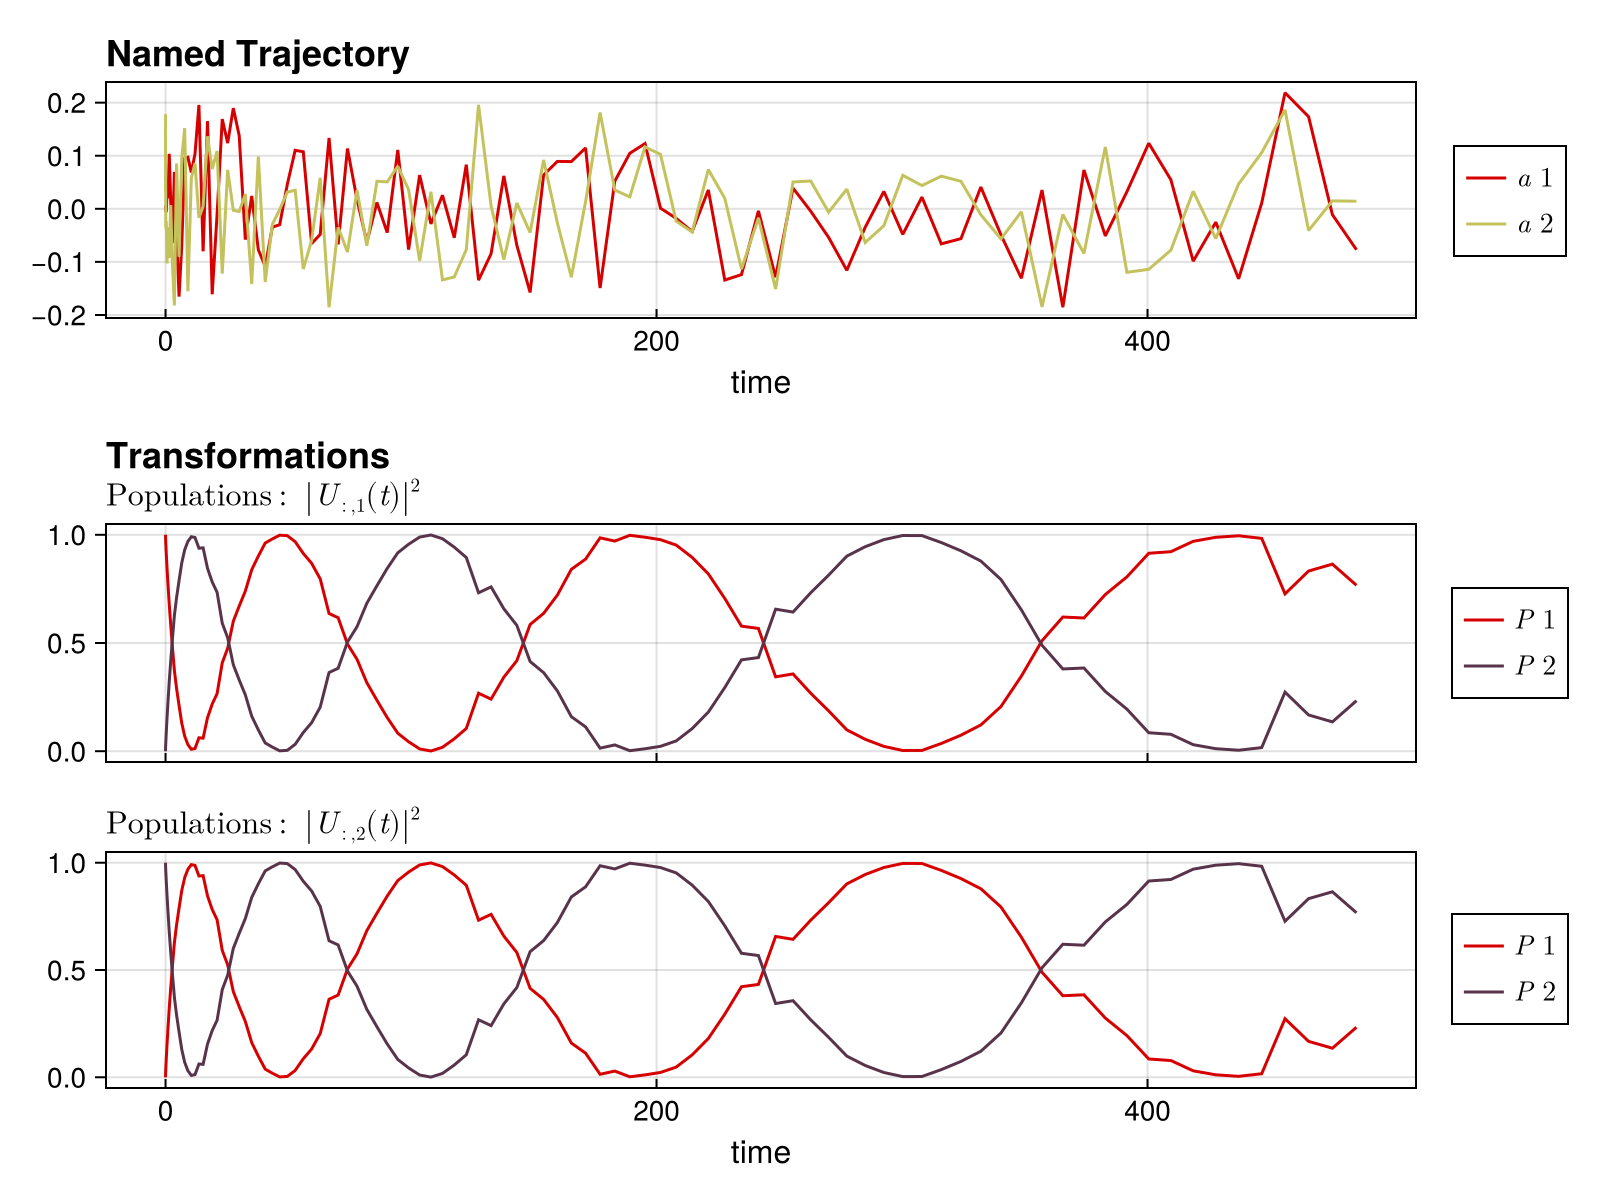 Named Trajectory
0.2
0.1
0.0
−0.1
−0.2
0
200
400
time
a 1
a 2
Transformations
Populations: |U:,1(t)|²
1.0
0.5
0.0
P 1
P 2
Populations: |U:,2(t)|²
1.0
0.5
0.0
0
200
400
time
P 1
P 2